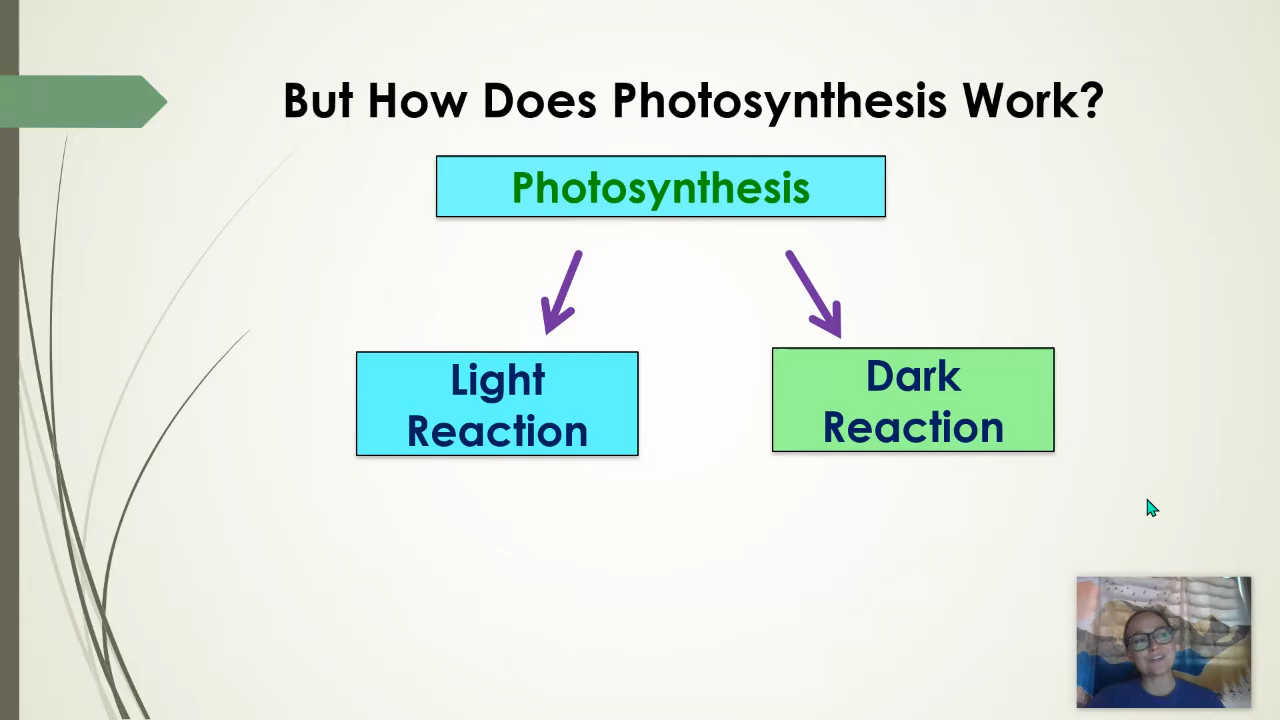 But How Does Photosynthesis Work?
Photosynthesis
Light
Reaction
Dark
Reaction